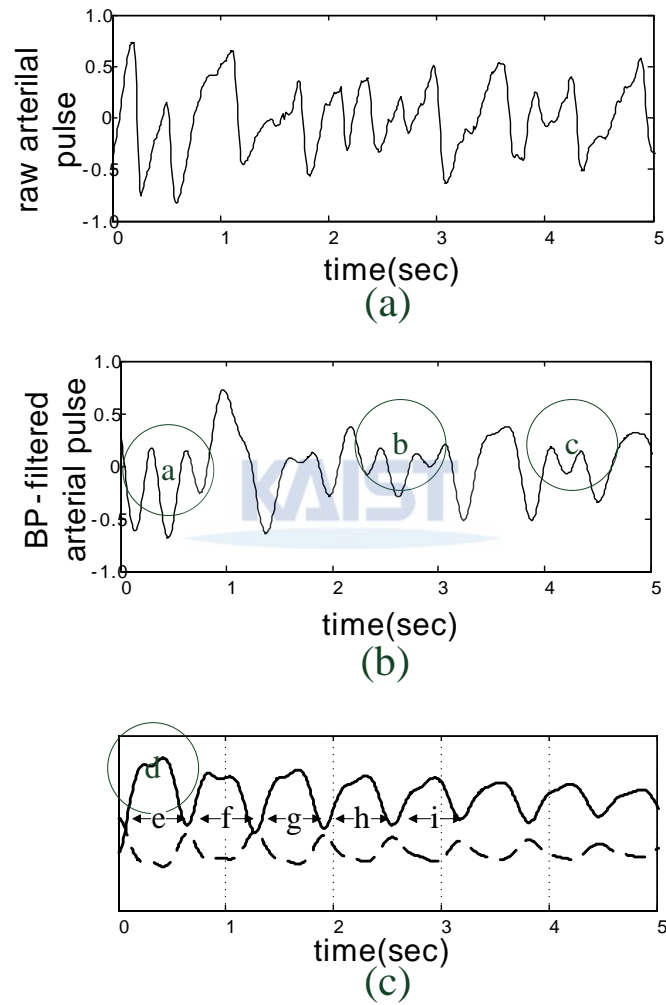 raw arterilal
pulse
1.0
0.5
0
-0.5
-1.0
0 1 2 3 4 5
time(sec)
(a)
BP-filtered
arterial pulse
1.0
0.5
0
-0.5
-1.0
a
b
c
KAIST
0 1 2 3 4 5
time(sec)
(b)
d
e f g h i
0 1 2 3 4 5
time(sec)
(c)